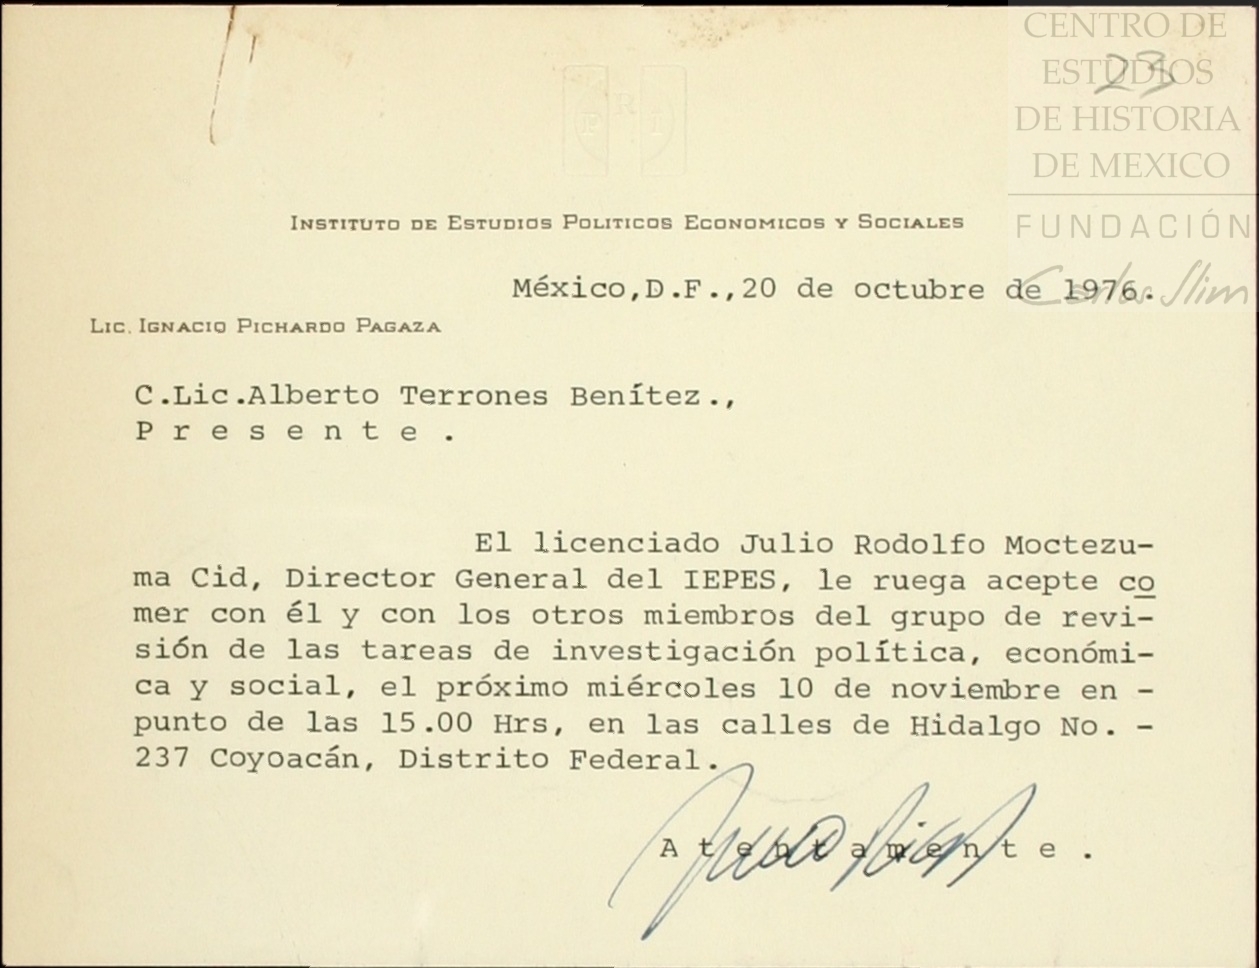 CENTRO DE
ESTUDIOS
DE HISTORIA
DE MEXICO
FUNDACIÓN
Carlos Slim
23
P R I
INSTITUTO DE ESTUDIOS POLITICOS ECONOMICOS Y SOCIALES
México,D.F.,20 de octubre de 1976.
LIC. IGNACIO PICHARDO PAGAZA
C.Lic.Alberto Terrones Benítez.,
P r e s e n t e .
El licenciado Julio Rodolfo Moctezu-
ma Cid, Director General del IEPES, le ruega acepte co
mer con él y con los otros miembros del grupo de revi-
sión de las tareas de investigación política, económi-
ca y social, el próximo miércoles 10 de noviembre en -
punto de las 15.00 Hrs, en las calles de Hidalgo No. -
237 Coyoacán, Distrito Federal.
A t e n t a m e n t e .